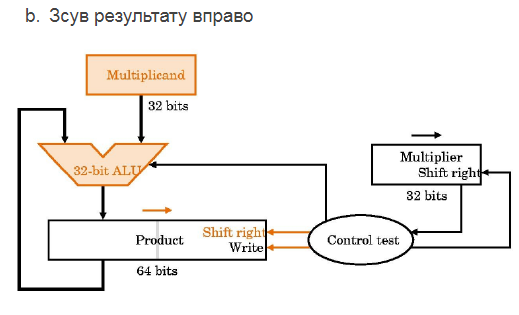 b. Зсув результату вправо
Multiplicand
32 bits
32-bit ALU
Multiplier
Shift right
32 bits
Product
Shift right
Write
Control test
64 bits